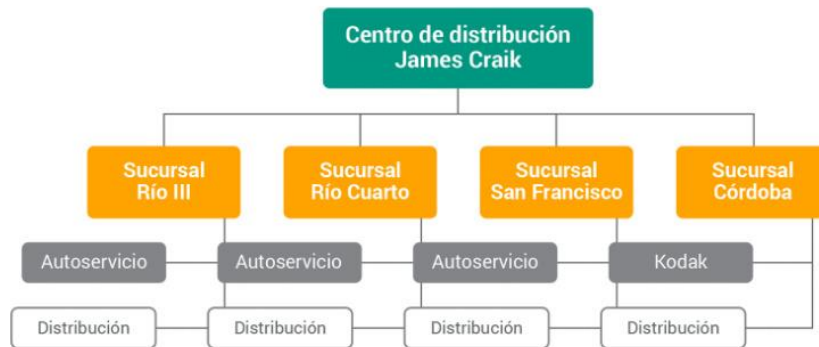 Centro de distribución
James Craik
Sucursal
Río III
Sucursal
Río Cuarto
Sucursal
San Francisco
Sucursal
Córdoba
Autoservicio
Autoservicio
Autoservicio
Kodak
Distribución
Distribución
Distribución
Distribución